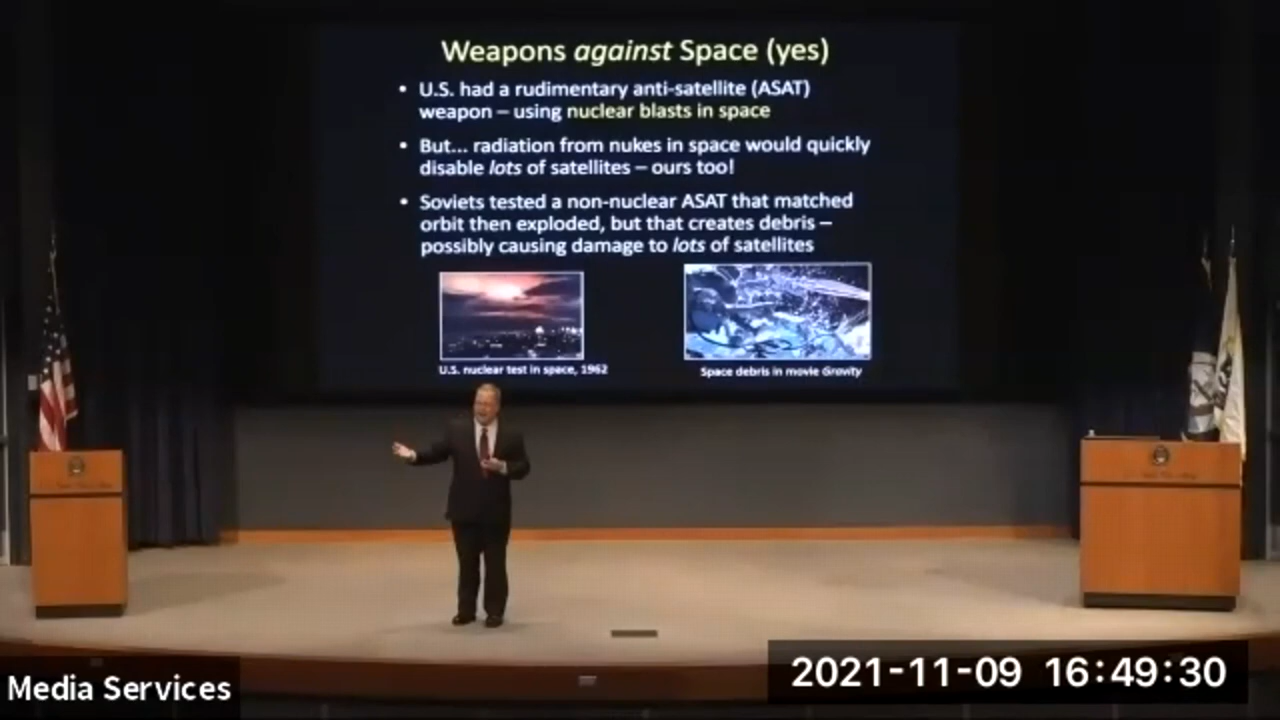 Weapons against Space (yes)
• U.S. had a rudimentary anti-satellite (ASAT)
weapon – using nuclear blasts in space
• But... radiation from nukes in space would quickly
disable lots of satellites – ours too!
• Soviets tested a non-nuclear ASAT that matched
orbit then exploded, but that creates debris –
possibly causing damage to lots of satellites
U.S. nuclear test in space, 1962
Space debris in movie Gravity
Media Services
2021-11-09 16:49:30